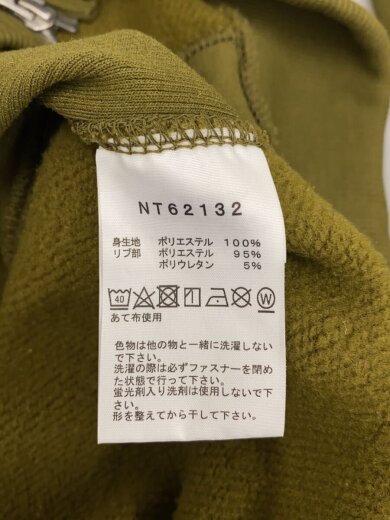 NT62132
身生地 ポリエステル 100%
リブ部 ポリエステル 95%
ポリウレタン 5%
40 W
あて布使用
色物は他の物と一緒に洗濯しない
で下さい。
洗濯の際は必ずファスナーを閉め
た状態で行って下さい。
蛍光剤入り洗剤は使用しないで
下さい。
形を整えてから干して下さい。